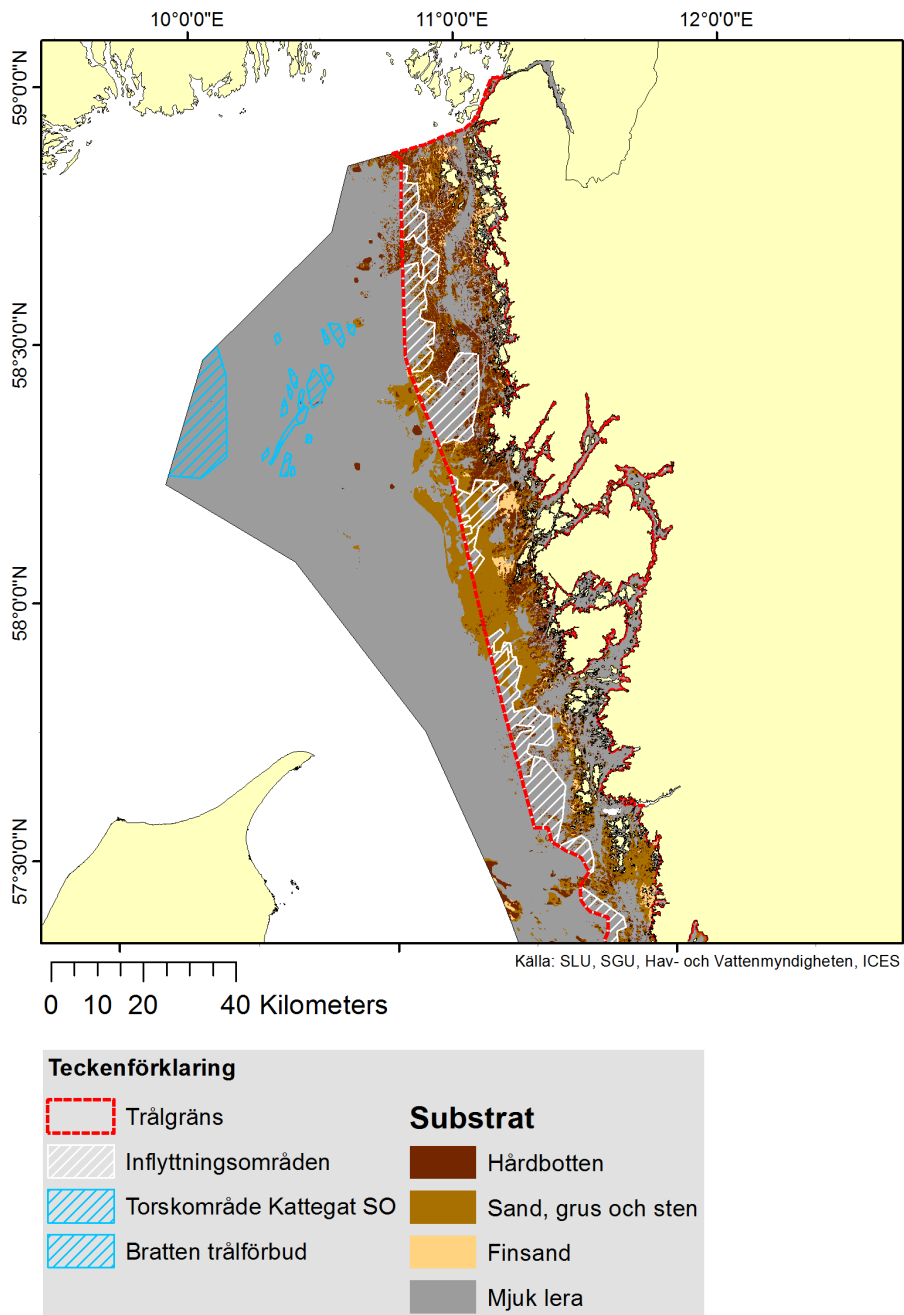 10°0'0"E 11°0'0"E 12°0'0"E
59°0'0"N
58°30'0"N
58°0'0"N
57°30'0"N
Källa: SLU, SGU, Hav- och Vattenmyndigheten, ICES
0 10 20 40 Kilometers
Teckenförklaring
Trålgräns
Inflyttningsområden
Torskområde Kattegat SO
Bratten trålförbud
Substrat
Hårdbotten
Sand, grus och sten
Finsand
Mjuk lera